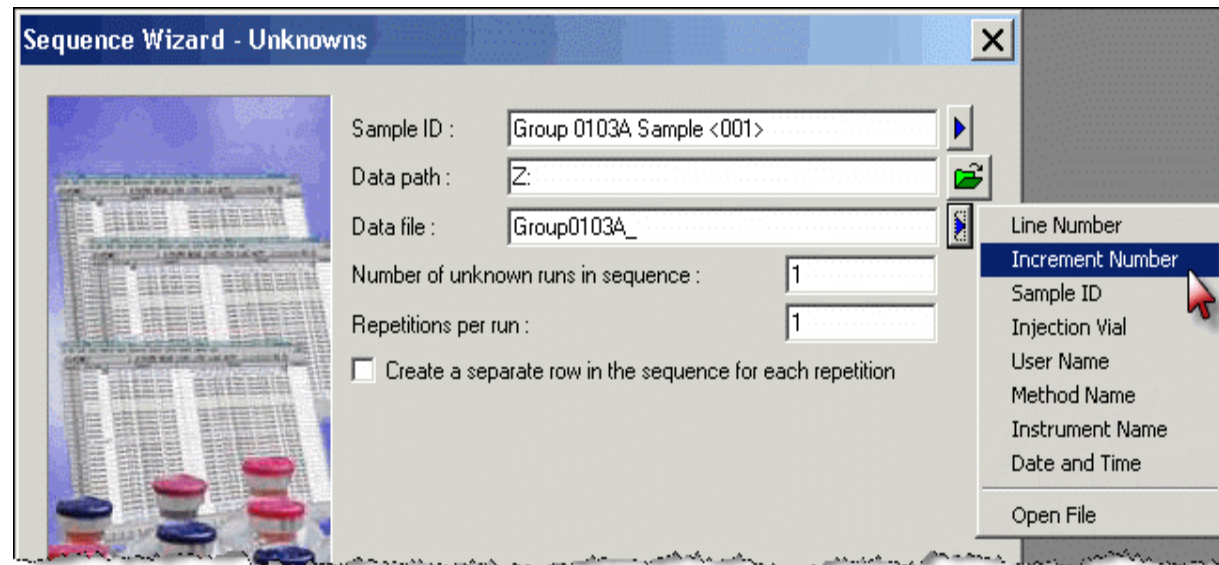 Sequence Wizard - Unknowns
Sample ID : Group 0103A Sample <001>
Data path : Z:
Data file : Group0103A_
Number of unknown runs in sequence : 1
Repetitions per run : 1
Create a separate row in the sequence for each repetition
Line Number
Increment Number
Sample ID
Injection Vial
User Name
Method Name
Instrument Name
Date and Time
Open File